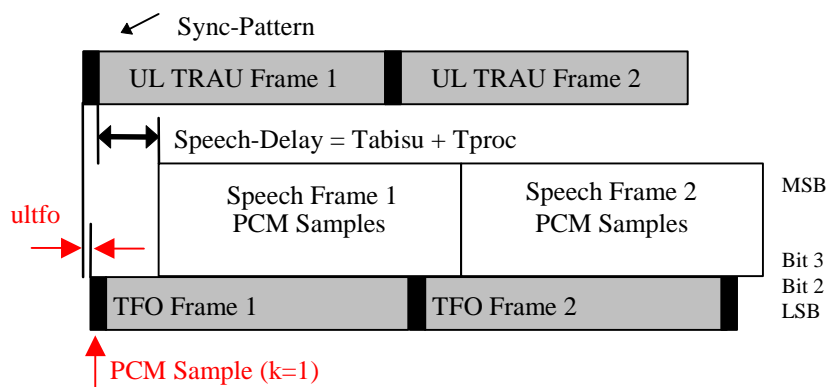 Sync-Pattern
UL TRAU Frame 1
UL TRAU Frame 2
Speech-Delay = Tabisu + Tproc
Speech Frame 1
PCM Samples
Speech Frame 2
PCM Samples
MSB
ultfo
Bit 3
Bit 2
LSB
TFO Frame 1
TFO Frame 2
PCM Sample (k=1)